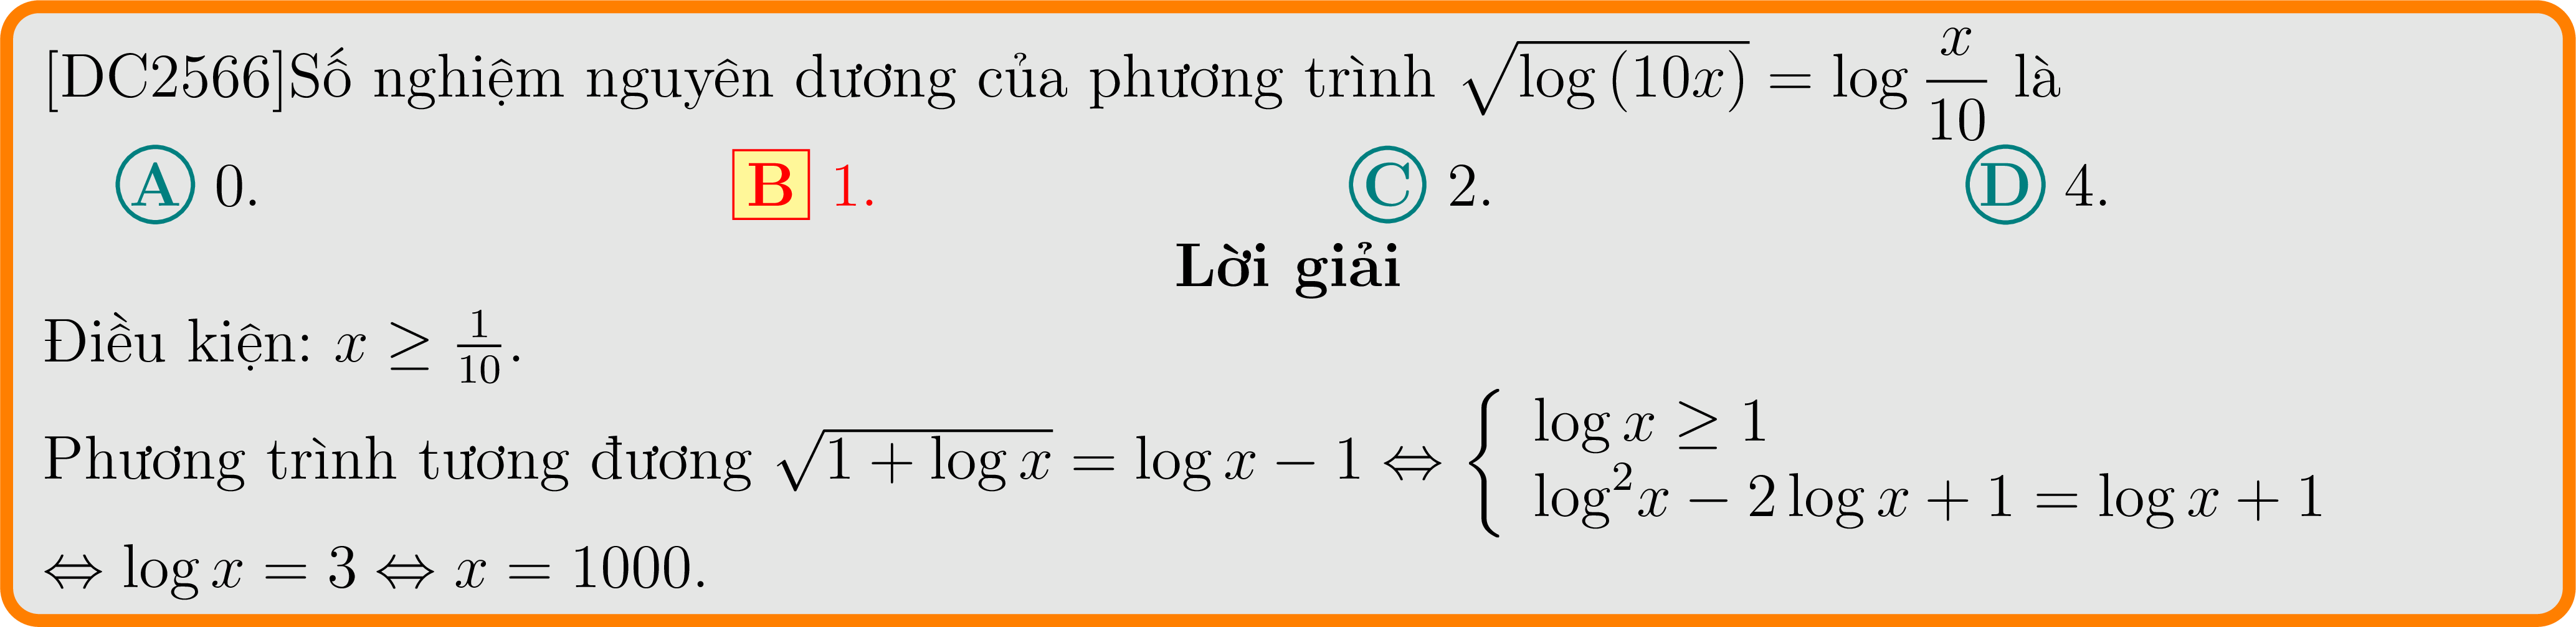 [DC2566]Số nghiệm nguyên dương của phương trình $\sqrt{\log(10x)} = \log\frac{x}{10}$ là
A 0. B 1. C 2. D 4.
Lời giải
Điều kiện: $x \geq \frac{1}{10}$.
Phương trình tương đương $\sqrt{1+\log x} = \log x - 1 \Leftrightarrow \begin{cases} \log x \geq 1 \\ \log^2 x - 2\log x + 1 = \log x + 1 \end{cases}$
$\Leftrightarrow \log x = 3 \Leftrightarrow x = 1000.$